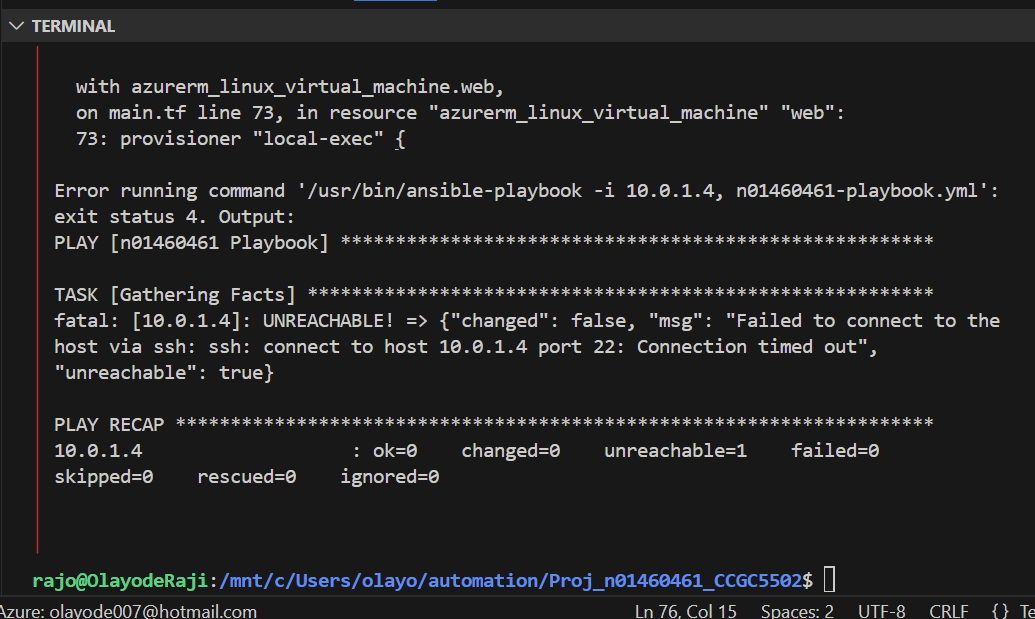 TERMINAL
with azurerm_linux_virtual_machine.web,
on main.tf line 73, in resource "azurerm_linux_virtual_machine" "web":
73: provisioner "local-exec" {
Error running command '/usr/bin/ansible-playbook -i 10.0.1.4, n01460461-playbook.yml':
exit status 4. Output:
PLAY [n01460461 Playbook] ******************************************************
TASK [Gathering Facts] *********************************************************
fatal: [10.0.1.4]: UNREACHABLE! => {"changed": false, "msg": "Failed to connect to the
host via ssh: ssh: connect to host 10.0.1.4 port 22: Connection timed out",
"unreachable": true}
PLAY RECAP *********************************************************************
10.0.1.4                   : ok=0    changed=0    unreachable=1    failed=0
skipped=0    rescued=0    ignored=0
rajo@OlayodeRaji:/mnt/c/Users/olayo/automation/Proj_n01460461_CCGC5502$
Azure: olayode007@hotmail.com Ln 76, Col 15 Spaces: 2 UTF-8 CRLF {} Te